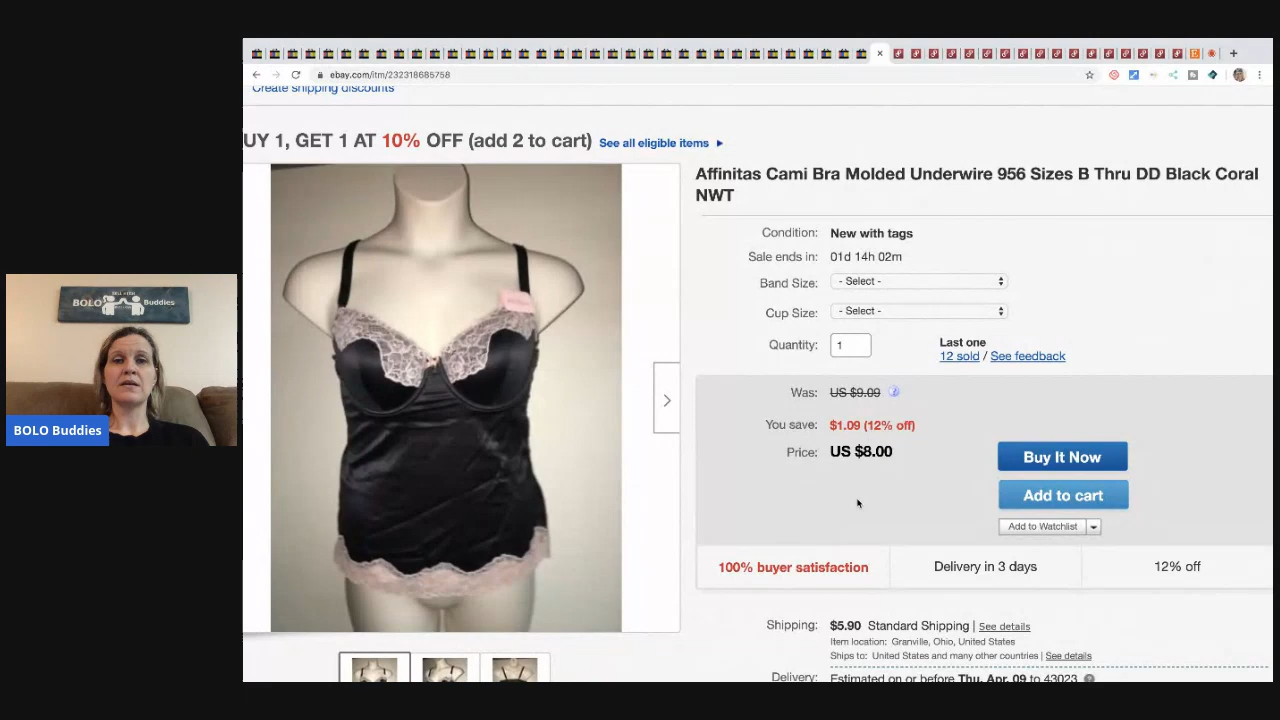 ebay.com/itm/232318685758
Create shipping discounts
UY 1, GET 1 AT 10% OFF (add 2 to cart) See all eligible items
Affinitas Cami Bra Molded Underwire 956 Sizes B Thru DD Black Coral
NWT
Condition: New with tags
Sale ends in: 01d 14h 02m
Band Size: - Select -
Cup Size: - Select -
Quantity: 1
Last one
12 sold / See feedback
Was: US $9.09
You save: $1.09 (12% off)
Price: US $8.00
Buy It Now
Add to cart
Add to Watchlist
100% buyer satisfaction
Delivery in 3 days
12% off
Shipping: $5.90 Standard Shipping | See details
Item location: Granville, Ohio, United States
Ships to: United States and many other countries | See details
Delivery: Estimated on or before Thu. Apr. 09 to 43023
BOLO Buddies
BOLO Buddies